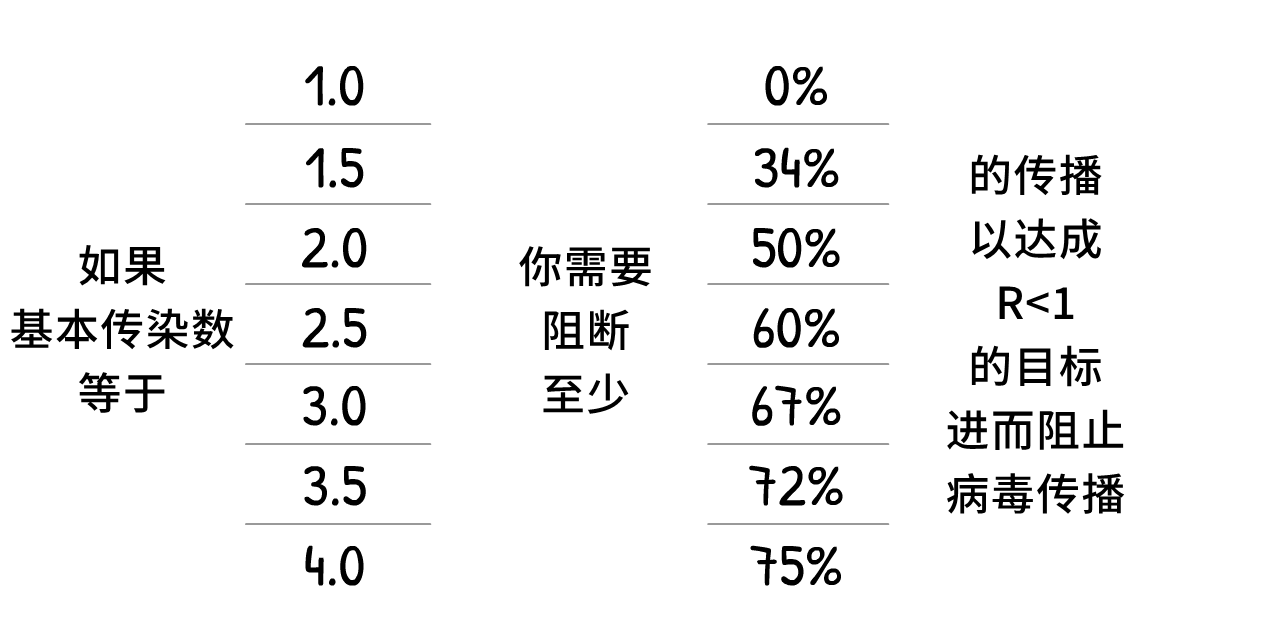 如果
基本传染数
等于
1.0
1.5
2.0
2.5
3.0
3.5
4.0
你需要
阻断
至少
0%
34%
50%
60%
67%
72%
75%
的传播
以达成
R<1
的目标
进而阻止
病毒传播